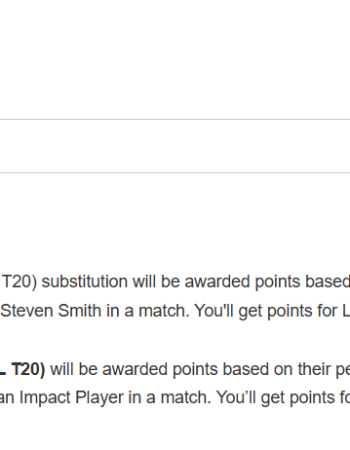 T20) substitution will be awarded points based
Steven Smith in a match. You'll get points for L
L T20) will be awarded points based on their pe
an Impact Player in a match. You'll get points fo